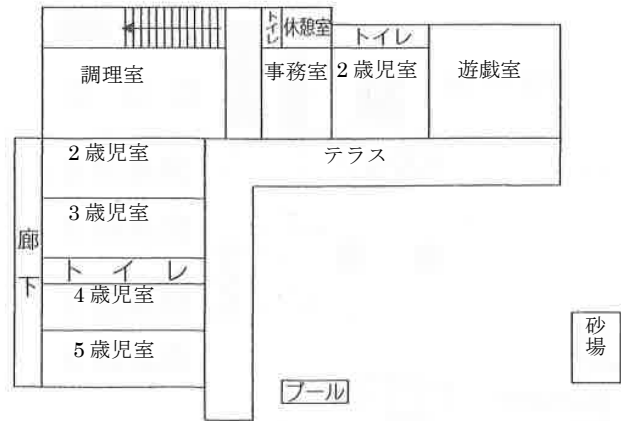 トイレ
休憩室
トイレ
調理室
事務室
2歳児室
遊戯室
2歳児室
テラス
3歳児室
廊下
トイレ
4歳児室
5歳児室
砂場
プール